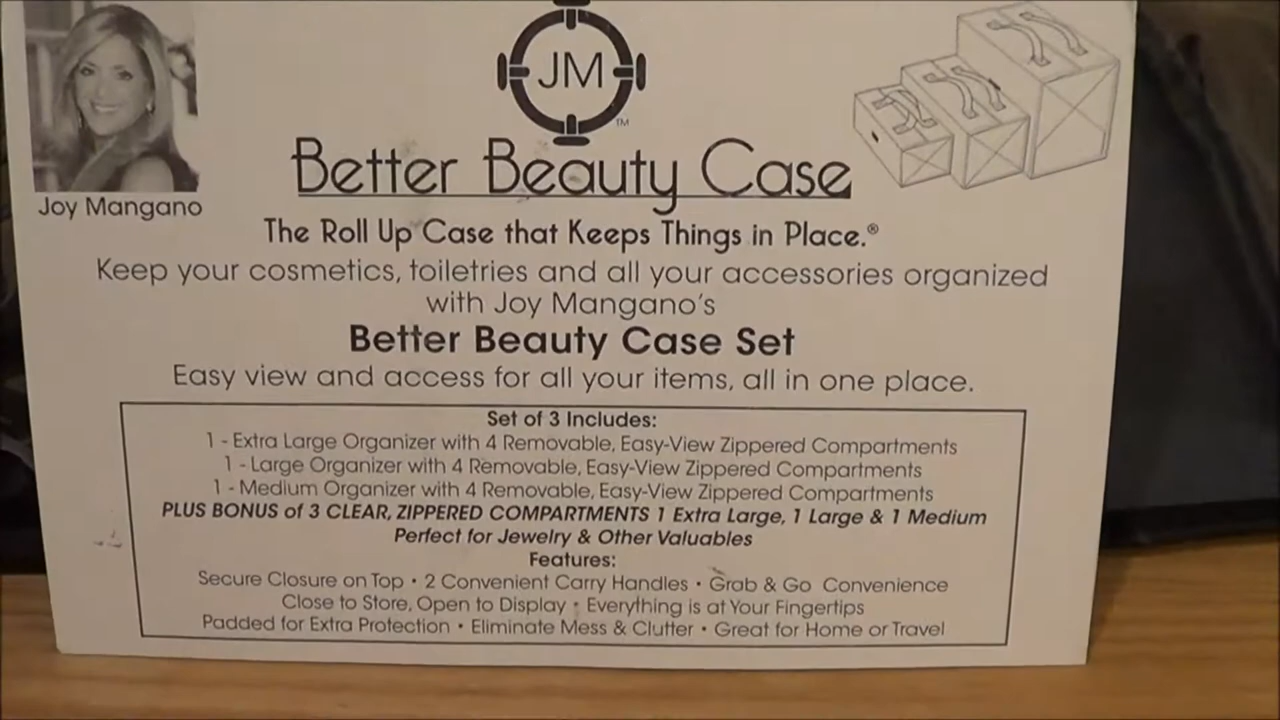 JM
TM
Better Beauty Case
Joy Mangano
The Roll Up Case that Keeps Things in Place.®
Keep your cosmetics, toiletries and all your accessories organized
with Joy Mangano's
Better Beauty Case Set
Easy view and access for all your items, all in one place.
Set of 3 Includes:
1 - Extra Large Organizer with 4 Removable, Easy-View Zippered Compartments
1 - Large Organizer with 4 Removable, Easy-View Zippered Compartments
1 - Medium Organizer with 4 Removable, Easy-View Zippered Compartments
PLUS BONUS of 3 CLEAR, ZIPPERED COMPARTMENTS 1 Extra Large, 1 Large & 1 Medium
Perfect for Jewelry & Other Valuables
Features:
Secure Closure on Top • 2 Convenient Carry Handles • Grab & Go Convenience
Close to Store, Open to Display • Everything is at Your Fingertips
Padded for Extra Protection • Eliminate Mess & Clutter • Great for Home or Travel